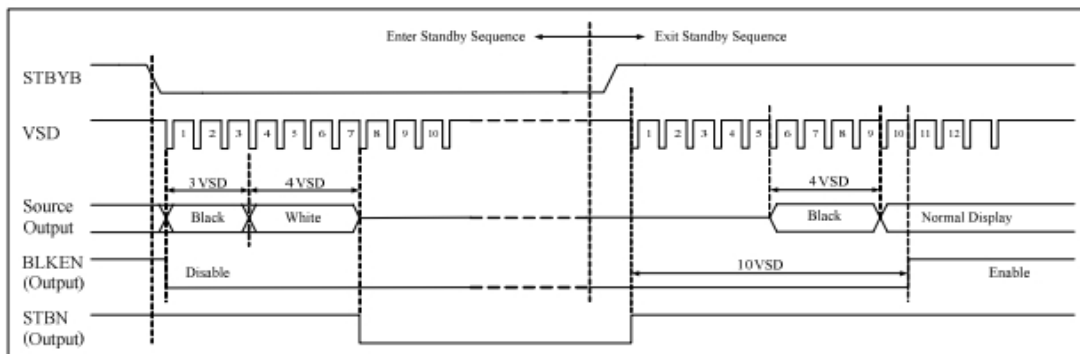 Enter Standby Sequence Exit Standby Sequence
STBYB
VSD 1 2 3 4 5 6 7 8 9 10 1 2 3 4 5 6 7 8 9 10 11 12
3 VSD 4 VSD 4 VSD
Source
Output
Black White Black Normal Display
BLKEN
(Output)
Disable 10 VSD Enable
STBN
(Output)